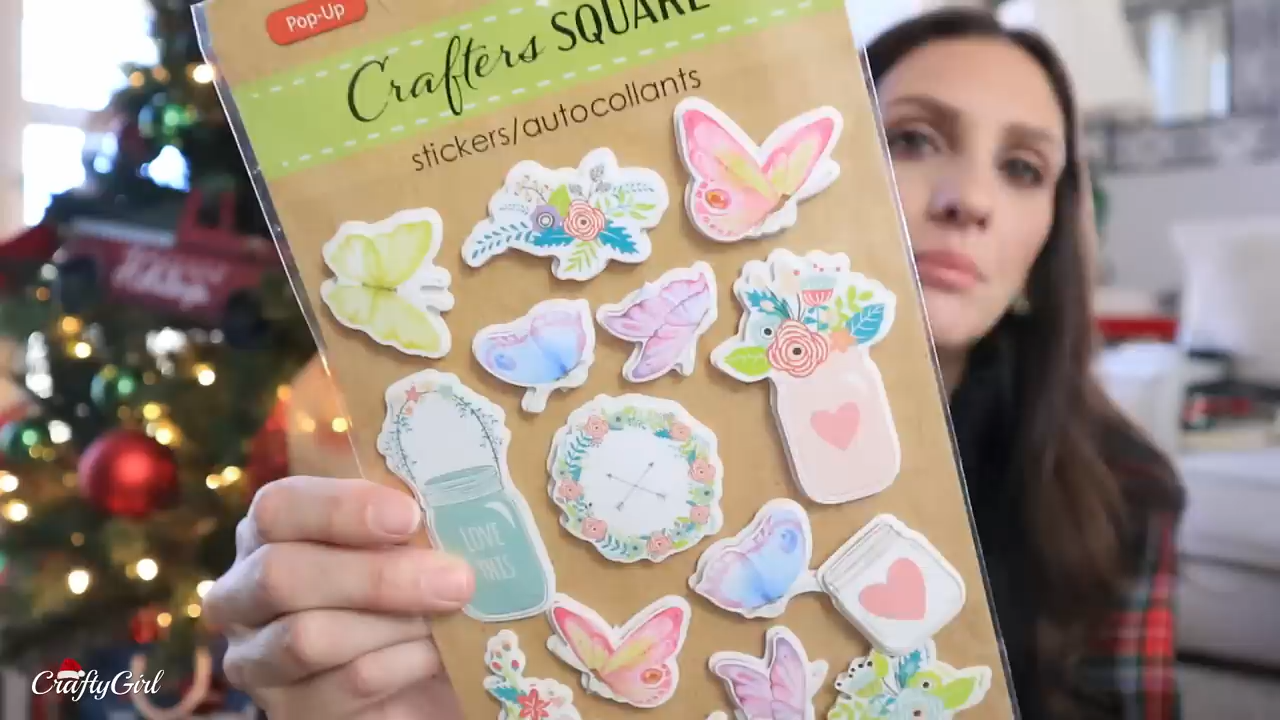 Pop-Up
Crafters SQUARE
stickers/autocollants
LOVE
CraftyGirl